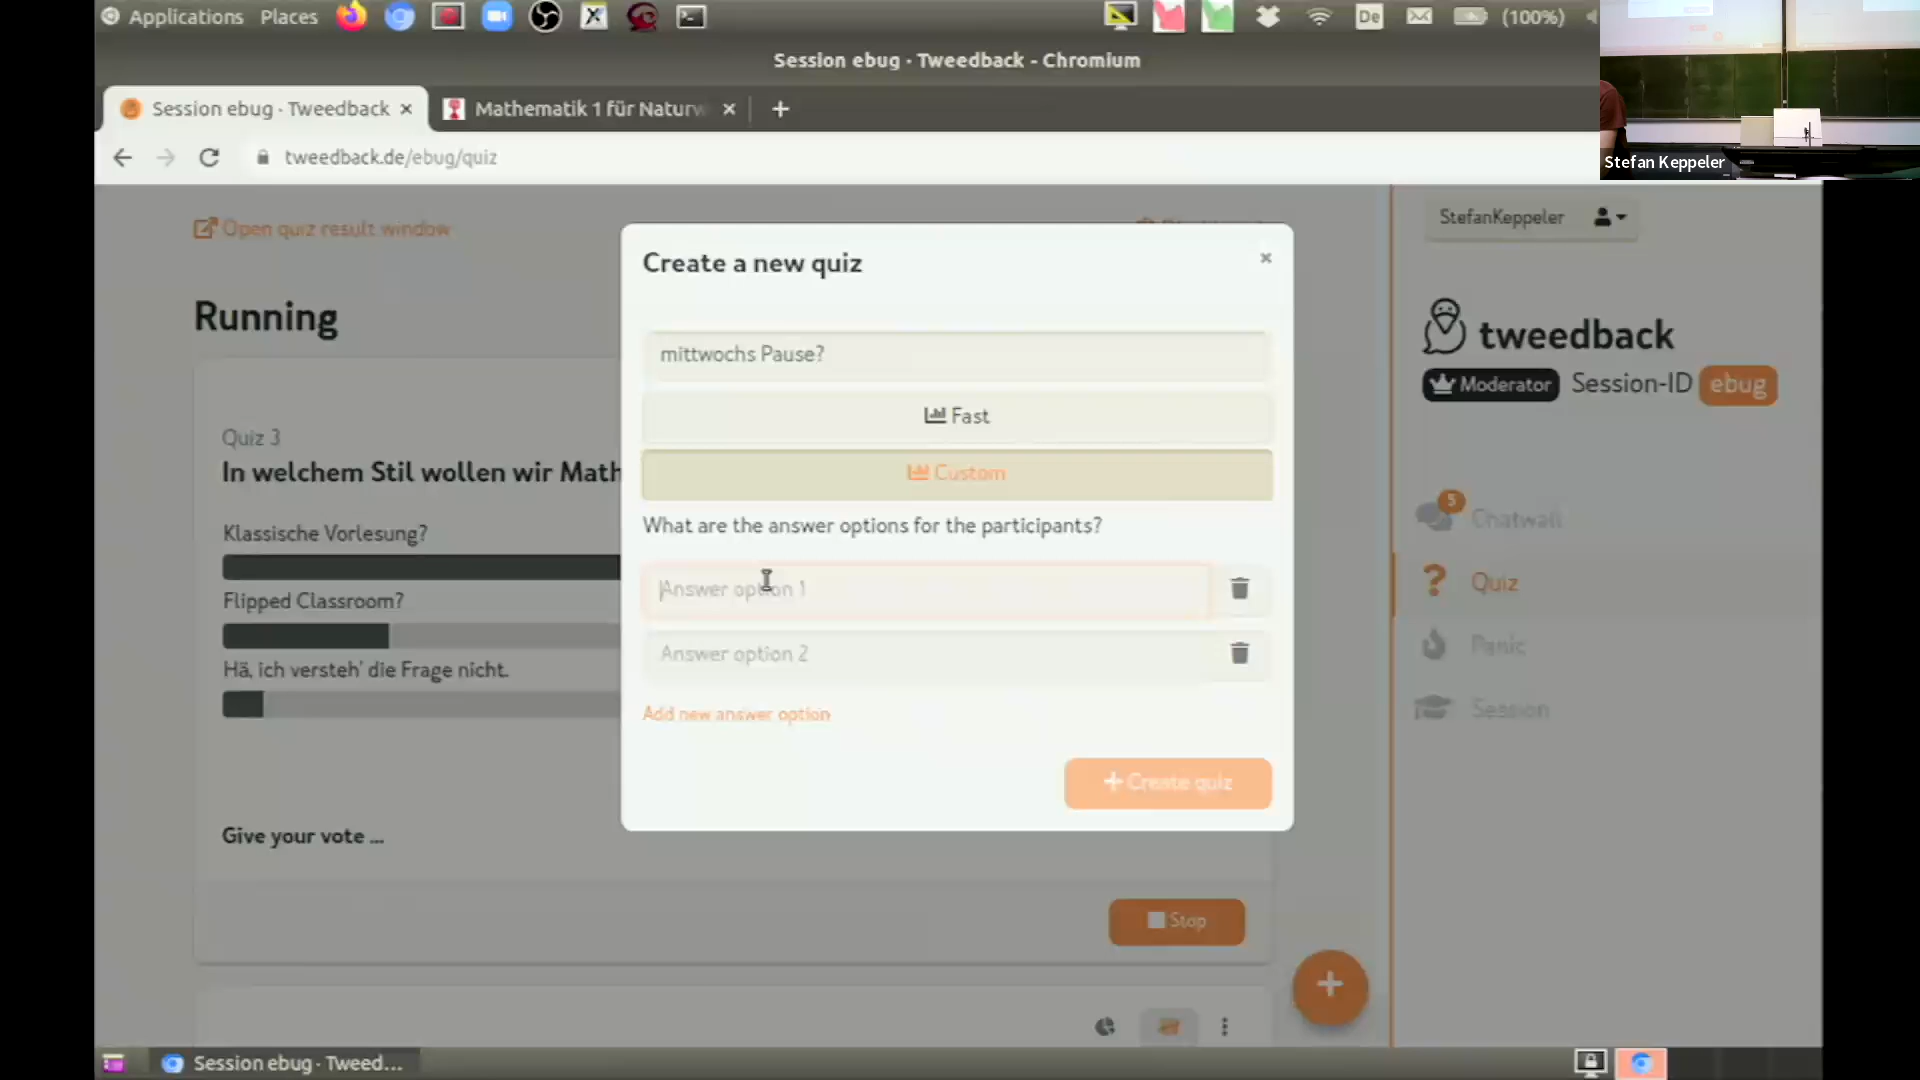 Applications Places
De
(100%)
Session ebug · Tweedback - Chromium
Session ebug · Tweedback
Mathematik 1 für Naturw
tweedback.de/ebug/quiz
Stefan Keppeler
Open quiz result window
StefanKeppeler
Running
tweedback
Moderator Session-ID ebug
Quiz 3
In welchem Stil wollen wir Math
Klassische Vorlesung?
Flipped Classroom?
Hä, ich versteh' die Frage nicht.
Give your vote ...
Stop
Create a new quiz
mittwochs Pause?
Fast
Custom
What are the answer options for the participants?
Answer option 1
Answer option 2
Add new answer option
Create quiz
5
Chatwall
Quiz
Panic
Session
Session ebug · Tweed...